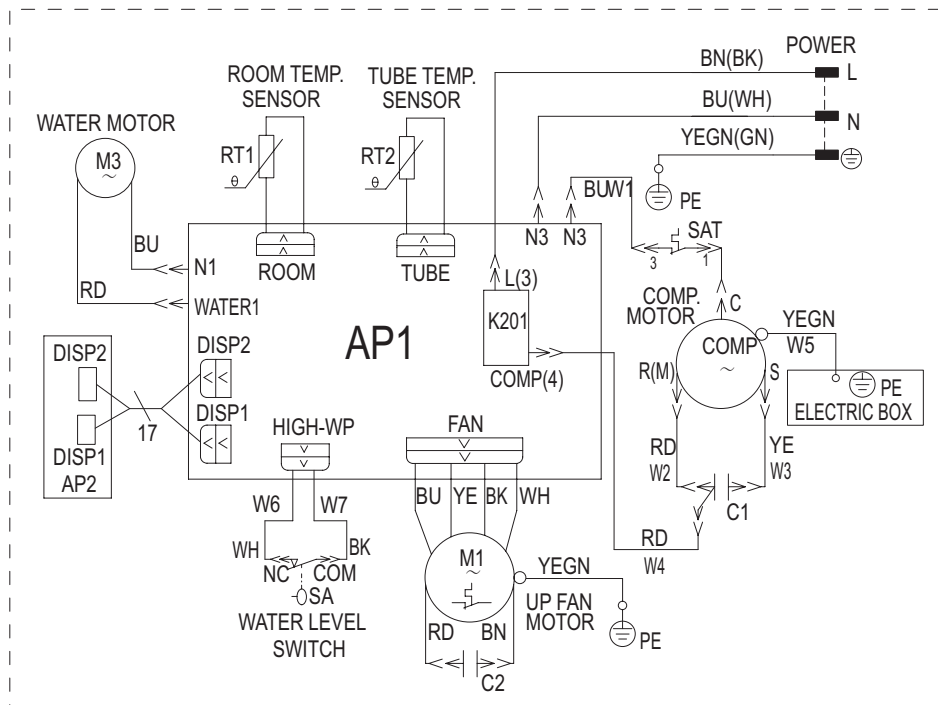 POWER
BN(BK)
L
ROOM TEMP.
SENSOR
TUBE TEMP.
SENSOR
BU(WH)
N
WATER MOTOR
YEGN(GN)
M3
~
RT1
θ
RT2
θ
BU
W1
PE
N3
N3
SAT
3
1
BU
N1
ROOM
TUBE
L(3)
RD
WATER1
K201
COMP.
MOTOR
C
YEGN
W5
AP1
COMP
~
DISP2
DISP2
COMP(4)
R(M)
S
PE
ELECTRIC BOX
DISP1
17
DISP1
AP2
HIGH-WP
FAN
RD
W2
YE
W3
W6
W7
BU
YE
BK
WH
C1
WH
BK
RD
W4
NC
COM
M1
~
YEGN
SA
WATER LEVEL
SWITCH
UP FAN
MOTOR
RD
BN
PE
C2